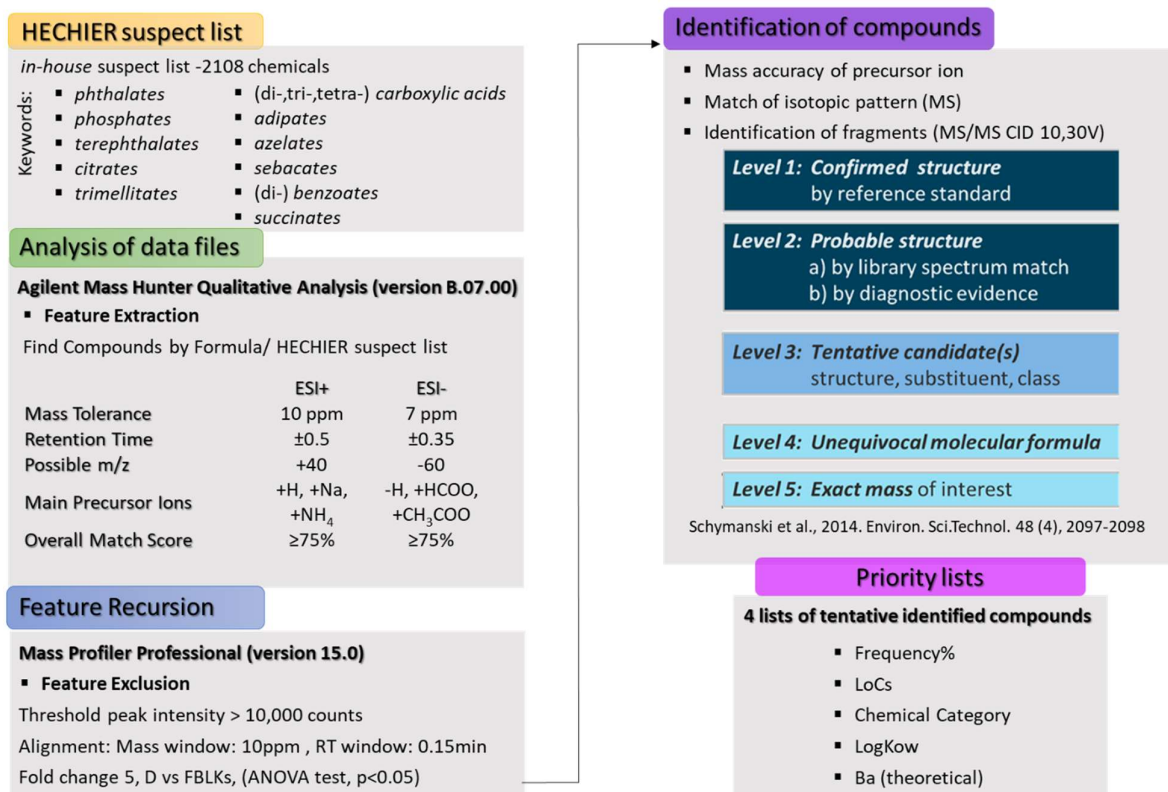 HECHIER suspect list
in-house suspect list -2108 chemicals
Keywords:
▪ phthalates
▪ phosphates
▪ terephthalates
▪ citrates
▪ trimellitates
▪ (di-,tri-,tetra-) carboxylic acids
▪ adipates
▪ azelates
▪ sebacates
▪ (di-) benzoates
▪ succinates
Analysis of data files
Agilent Mass Hunter Qualitative Analysis (version B.07.00)
▪ Feature Extraction
Find Compounds by Formula/ HECHIER suspect list
ESI+ ESI-
Mass Tolerance 10 ppm 7 ppm
Retention Time ±0.5 ±0.35
Possible m/z +40 -60
Main Precursor Ions +H, +Na, -H, +HCOO,
+NH₄ +CH₃COO
Overall Match Score ≥75% ≥75%
Feature Recursion
Mass Profiler Professional (version 15.0)
▪ Feature Exclusion
Threshold peak intensity > 10,000 counts
Alignment: Mass window: 10ppm , RT window: 0.15min
Fold change 5, D vs FBLKs, (ANOVA test, p<0.05)
Identification of compounds
▪ Mass accuracy of precursor ion
▪ Match of isotopic pattern (MS)
▪ Identification of fragments (MS/MS CID 10,30V)
Level 1: Confirmed structure
by reference standard
Level 2: Probable structure
a) by library spectrum match
b) by diagnostic evidence
Level 3: Tentative candidate(s)
structure, substituent, class
Level 4: Unequivocal molecular formula
Level 5: Exact mass of interest
Schymanski et al., 2014. Environ. Sci.Technol. 48 (4), 2097-2098
Priority lists
4 lists of tentative identified compounds
▪ Frequency%
▪ LoCs
▪ Chemical Category
▪ LogKow
▪ Ba (theoretical)